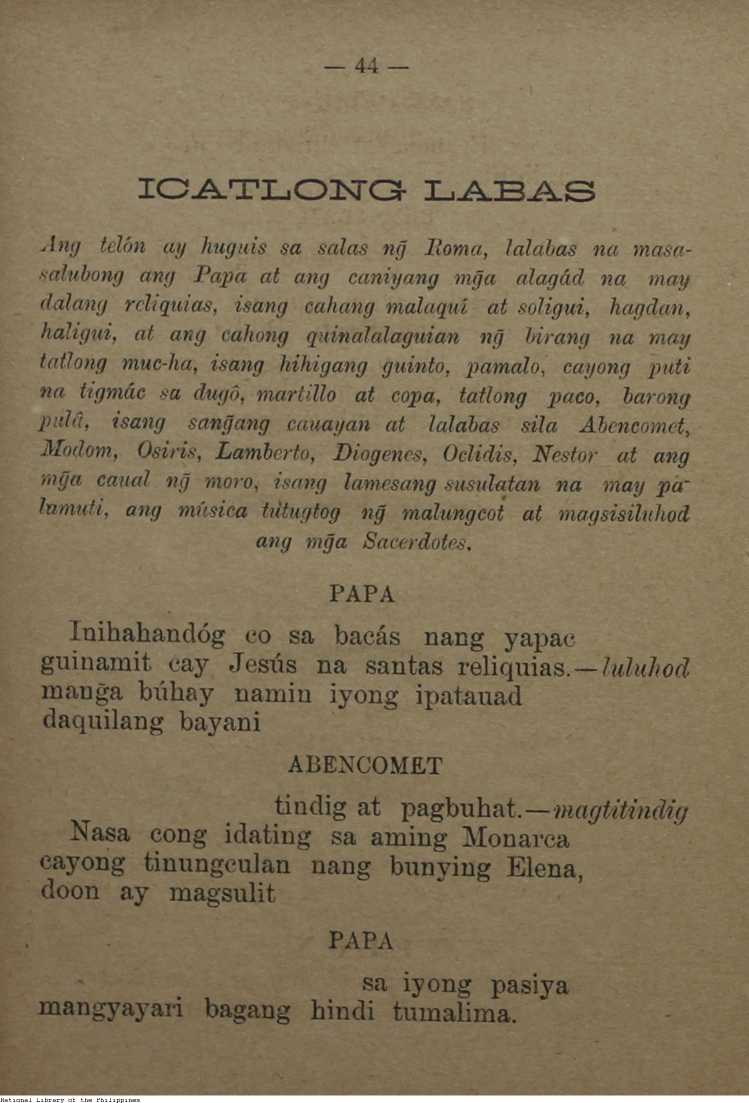 — 44 —
ICATLONG LABAS
Ang telón ay huguis sa salas ng̃ Roma, lalabas na masa-
salubong ang Papa at ang caniyang mg̃a alagád na may
dalang reliquias, isang cahang malaquí at soligui, hagdan,
haligui, at ang cahong quinalalaguian ng̃ birang na may
tatlong muc-ha, isang hihigang guinto, pamalo, cayong puti
na tigmác sa dugô, martillo at copa, tatlong paco, barong
pulâ, isang sang̃ang cauayan at lalabas sila Abencomet,
Modom, Osiris, Lamberto, Diogenes, Oclidis, Nestor at ang
mg̃a caual ng̃ moro, isang lamesang susulatan na may pa-
lamuti, ang música tútugtog ng̃ malungcot at magsisiluhod
ang mg̃a Sacerdotes.
PAPA
Inihahandóg co sa bacás nang yapac
guinamit cay Jesús na santas reliquias.—luluhod
mang̃a búhay namin iyong ipatauad
daquilang bayani
ABENCOMET
tindig at pagbuhat.—magtitindig
Nasa cong idating sa aming Monarca
cayong tinungculan nang bunying Elena,
doon ay magsulit
PAPA
sa iyong pasiya
mangyayari bagang hindi tumalima.
National Library of the Philippines